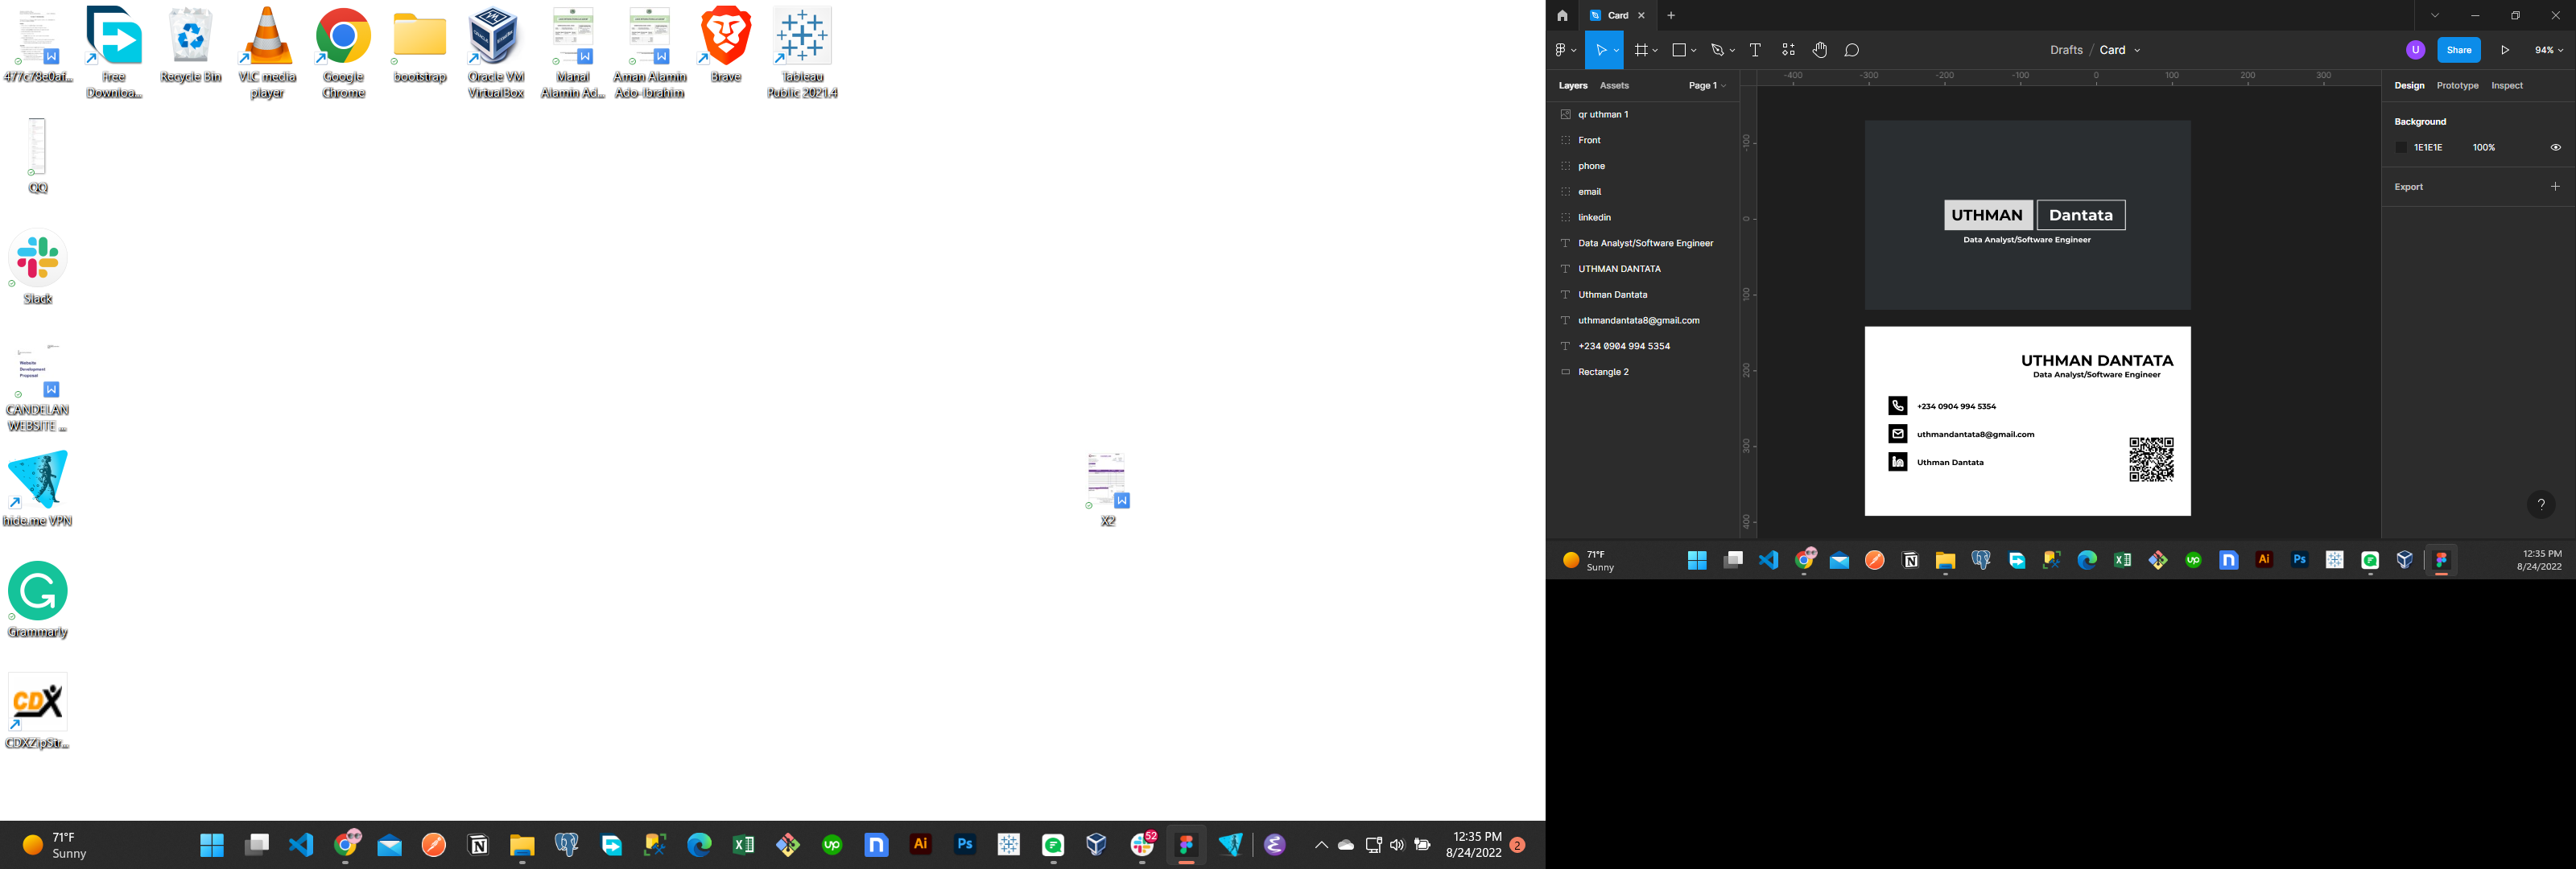 477c78e0af...
Free Downloa...
Recycle Bin
VLC media player
Google Chrome
bootstrap
Oracle VM VirtualBox
Manal Alamin Ad...
Aman Alamin Ado-Ibrahim
Brave
Tableau Public 2021.4
QQ
Slack
Website
Development
Proposal
CANDELAN WEBSITE ...
hide.me VPN
Grammarly
CDX
CDXZipStr...
X2
71°F
Sunny
52
12:35 PM
8/24/2022
2
Card
Drafts / Card
U
Share
94%
Layers
Assets
Page 1
-400 -300 -200 -100 0 100 200 300
-100
0
100
200
300
400
qr uthman 1
Front
phone
email
linkedin
Data Analyst/Software Engineer
UTHMAN DANTATA
Uthman Dantata
uthmandantata8@gmail.com
+234 0904 994 5354
Rectangle 2
UTHMAN Dantata
Data Analyst/Software Engineer
UTHMAN DANTATA
Data Analyst/Software Engineer
+234 0904 994 5354
uthmandantata8@gmail.com
Uthman Dantata
Design
Prototype
Inspect
Background
1E1E1E
100%
Export
?
71°F
Sunny
12:35 PM
8/24/2022